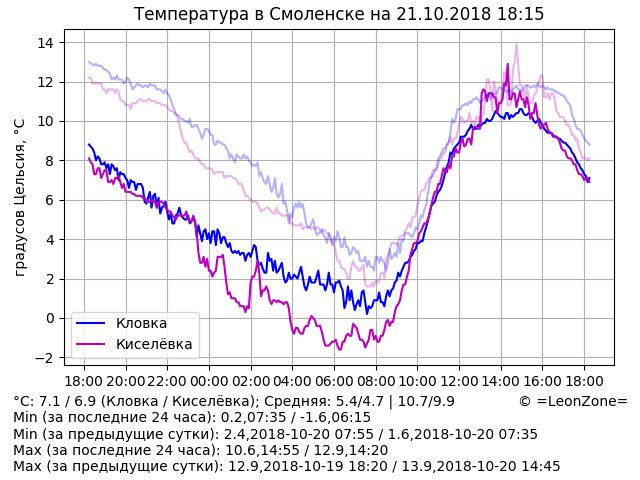 Температура в Смоленске на 21.10.2018 18:15
градусов Цельсия, °C
14
12
10
8
6
4
2
0
−2
Кловка
Киселёвка
18:00 20:00 22:00 00:00 02:00 04:00 06:00 08:00 10:00 12:00 14:00 16:00 18:00
°C: 7.1 / 6.9 (Кловка / Киселёвка); Средняя: 5.4/4.7 | 10.7/9.9 © =LeonZone=
Min (за последние 24 часа): 0.2,07:35 / -1.6,06:15
Min (за предыдущие сутки): 2.4,2018-10-20 07:55 / 1.6,2018-10-20 07:35
Max (за последние 24 часа): 10.6,14:55 / 12.9,14:20
Max (за предыдущие сутки): 12.9,2018-10-19 18:20 / 13.9,2018-10-20 14:45